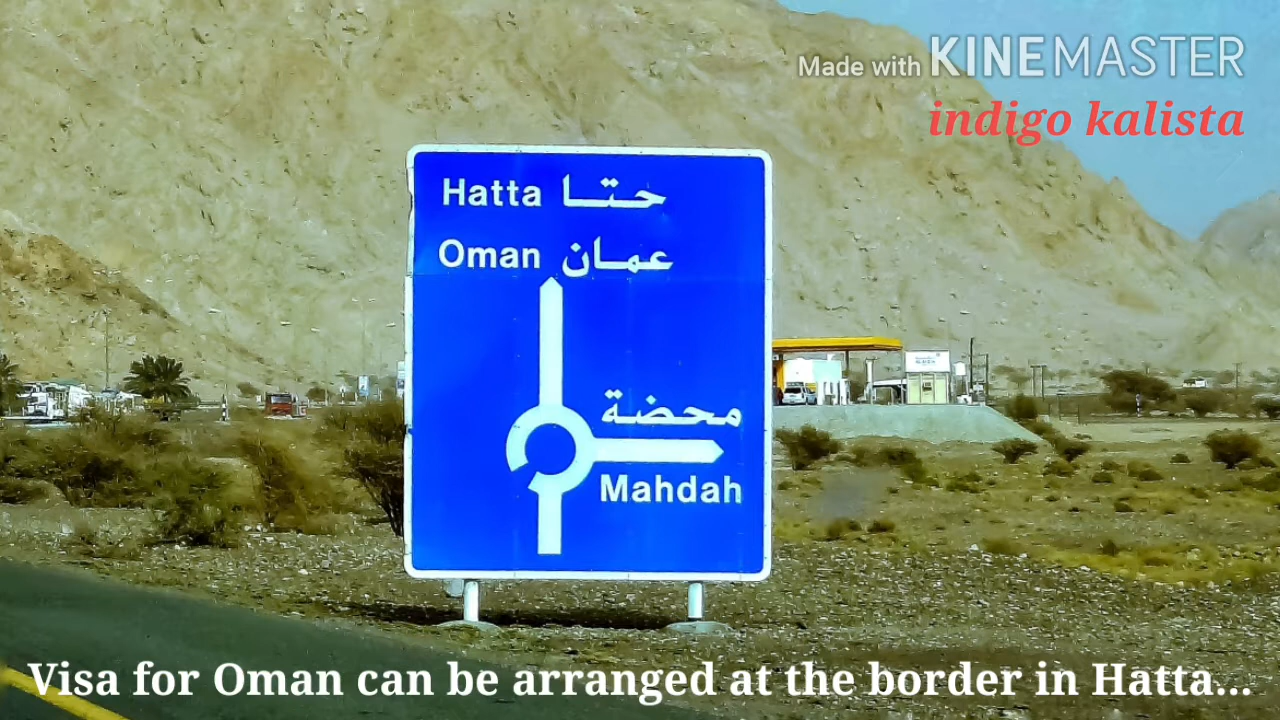 Made with KINEMASTER
indigo kalista
Hatta حتا
Oman عمان
محضة
Mahdah
Visa for Oman can be arranged at the border in Hatta...